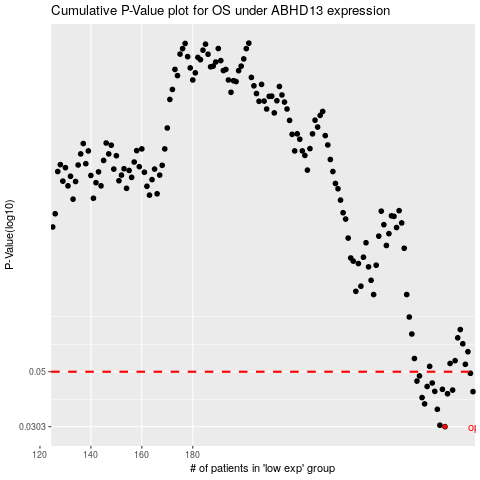 Cumulative P-Value plot for OS under ABHD13 expression
P-Value(log10)
0.05
0.0303
op
120 140 160 180
# of patients in 'low exp' group